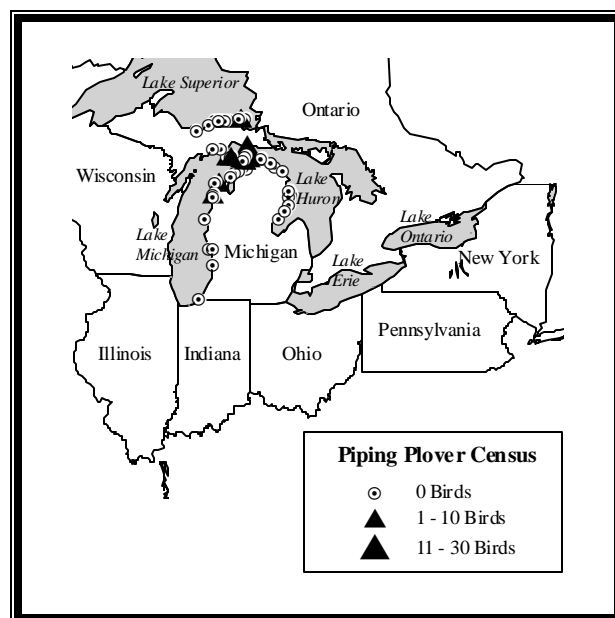 Lake Superior
Ontario
Wisconsin
Lake
Huron
Lake
Michigan
Michigan
Lake
Ontario
New York
Lake
Erie
Pennsylvania
Illinois
Indiana
Ohio
Piping Plover Census
0 Birds
1 - 10 Birds
11 - 30 Birds